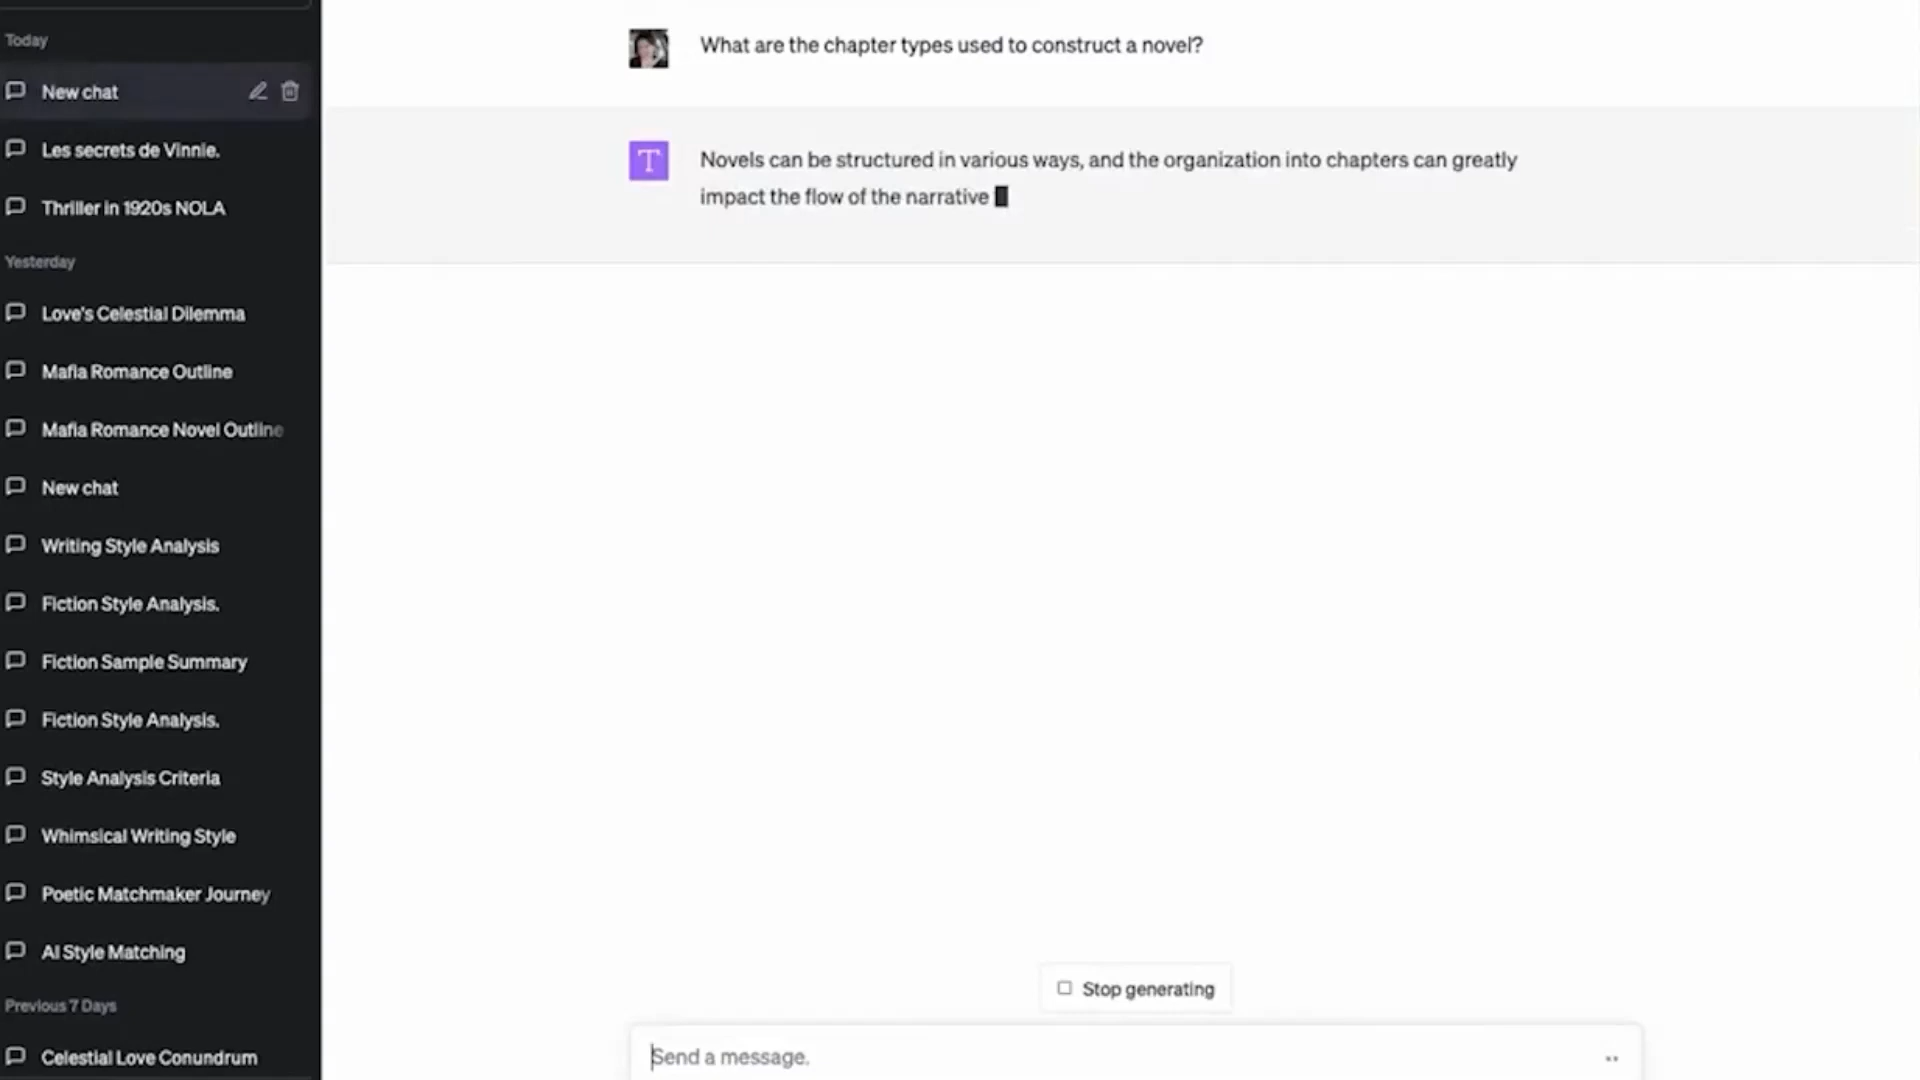 Today
New chat
Les secrets de Vinnie.
Thriller in 1920s NOLA
Yesterday
Love's Celestial Dilemma
Mafia Romance Outline
Mafia Romance Novel Outline
New chat
Writing Style Analysis
Fiction Style Analysis.
Fiction Sample Summary
Fiction Style Analysis.
Style Analysis Criteria
Whimsical Writing Style
Poetic Matchmaker Journey
AI Style Matching
Previous 7 Days
Celestial Love Conundrum
What are the chapter types used to construct a novel?
T
Novels can be structured in various ways, and the organization into chapters can greatly
impact the flow of the narrative
Stop generating
Send a message.